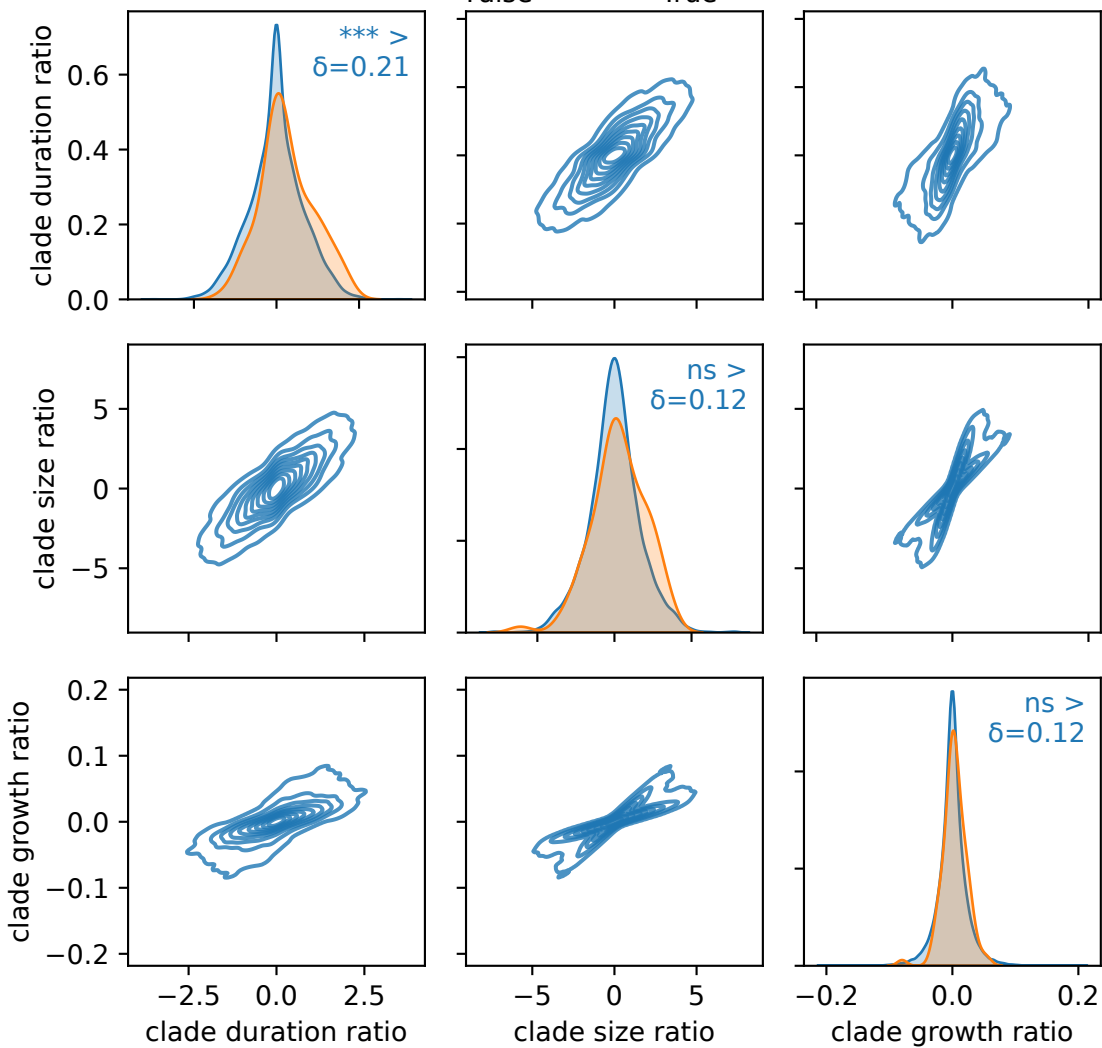 clade duration ratio
0.6
0.4
0.2
0.0
*** >
δ=0.21
clade size ratio
5
0
−5
ns >
δ=0.12
clade growth ratio
0.2
0.1
0.0
−0.1
−0.2
ns >
δ=0.12
−2.5 0.0 2.5
clade duration ratio
−5 0 5
clade size ratio
−0.2 0.0 0.2
clade growth ratio